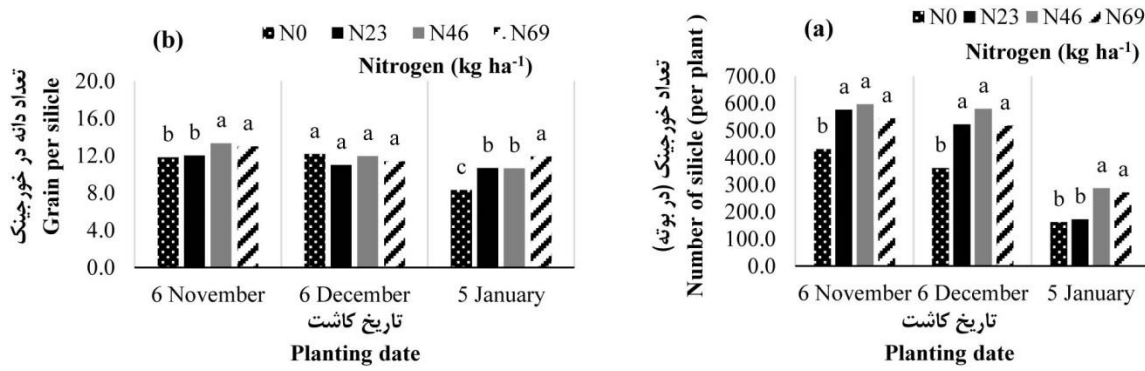 (b)
N0 N23 N46 N69
Nitrogen (kg ha⁻¹)
تعداد دانه در خورجینک
Grain per silicle
20.0
16.0
12.0
8.0
4.0
0.0
b b a a
a a a a
c b b a
6 November 6 December 5 January
تاریخ کاشت
Planting date
(a)
N0 N23 N46 N69
Nitrogen (kg ha⁻¹)
تعداد خورجینک (در بوته)
Number of silicle (per plant)
700.0
600.0
500.0
400.0
300.0
200.0
100.0
0.0
b a a a
b a a a
b b a a
6 November 6 December 5 January
تاریخ کاشت
Planting date